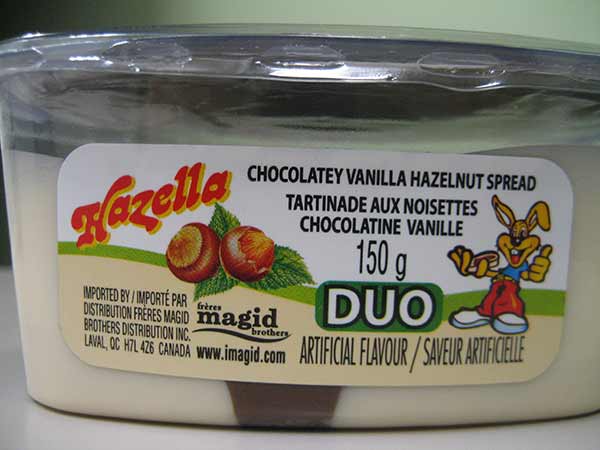 Hazella
CHOCOLATEY VANILLA HAZELNUT SPREAD
TARTINADE AUX NOISETTES
CHOCOLATINE VANILLE
150 g
DUO
ARTIFICIAL FLAVOUR / SAVEUR ARTIFICIELLE
IMPORTED BY / IMPORTÉ PAR
DISTRIBUTION FRÈRES MAGID
BROTHERS DISTRIBUTION INC.
LAVAL, QC H7L 4Z6 CANADA
frères
magid
brothers
www.imagid.com